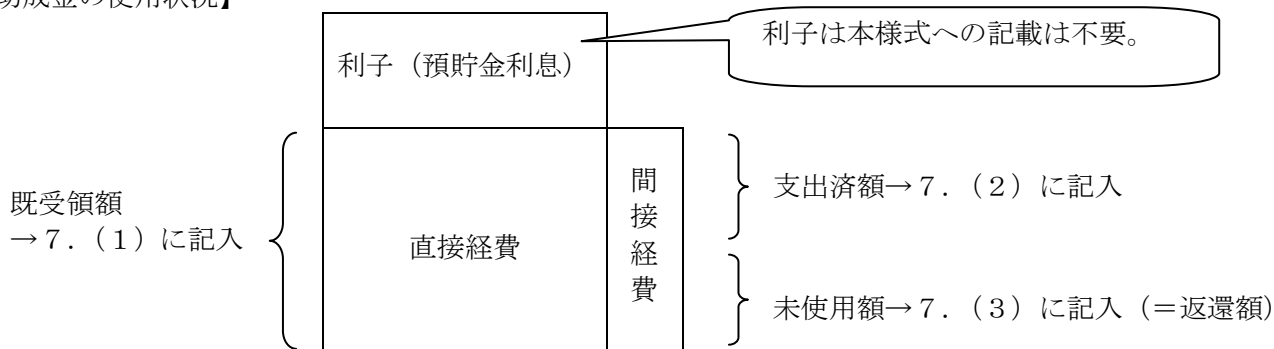 助成金の使用状況】
利子は本様式への記載は不要。
利子（預貯金利息）
既受領額
→７．（１）に記入
直接経費
間接経費
支出済額→７．（２）に記入
未使用額→７．（３）に記入（＝返還額）